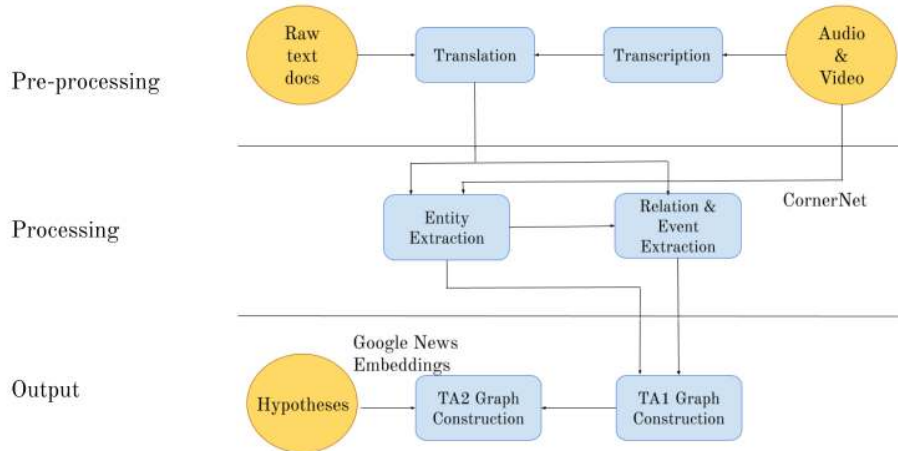 Raw
text
docs
Translation
Transcription
Audio
&
Video
Pre-processing
CornerNet
Entity
Extraction
Relation &
Event
Extraction
Processing
Google News
Embeddings
Hypotheses
TA2 Graph
Construction
TA1 Graph
Construction
Output